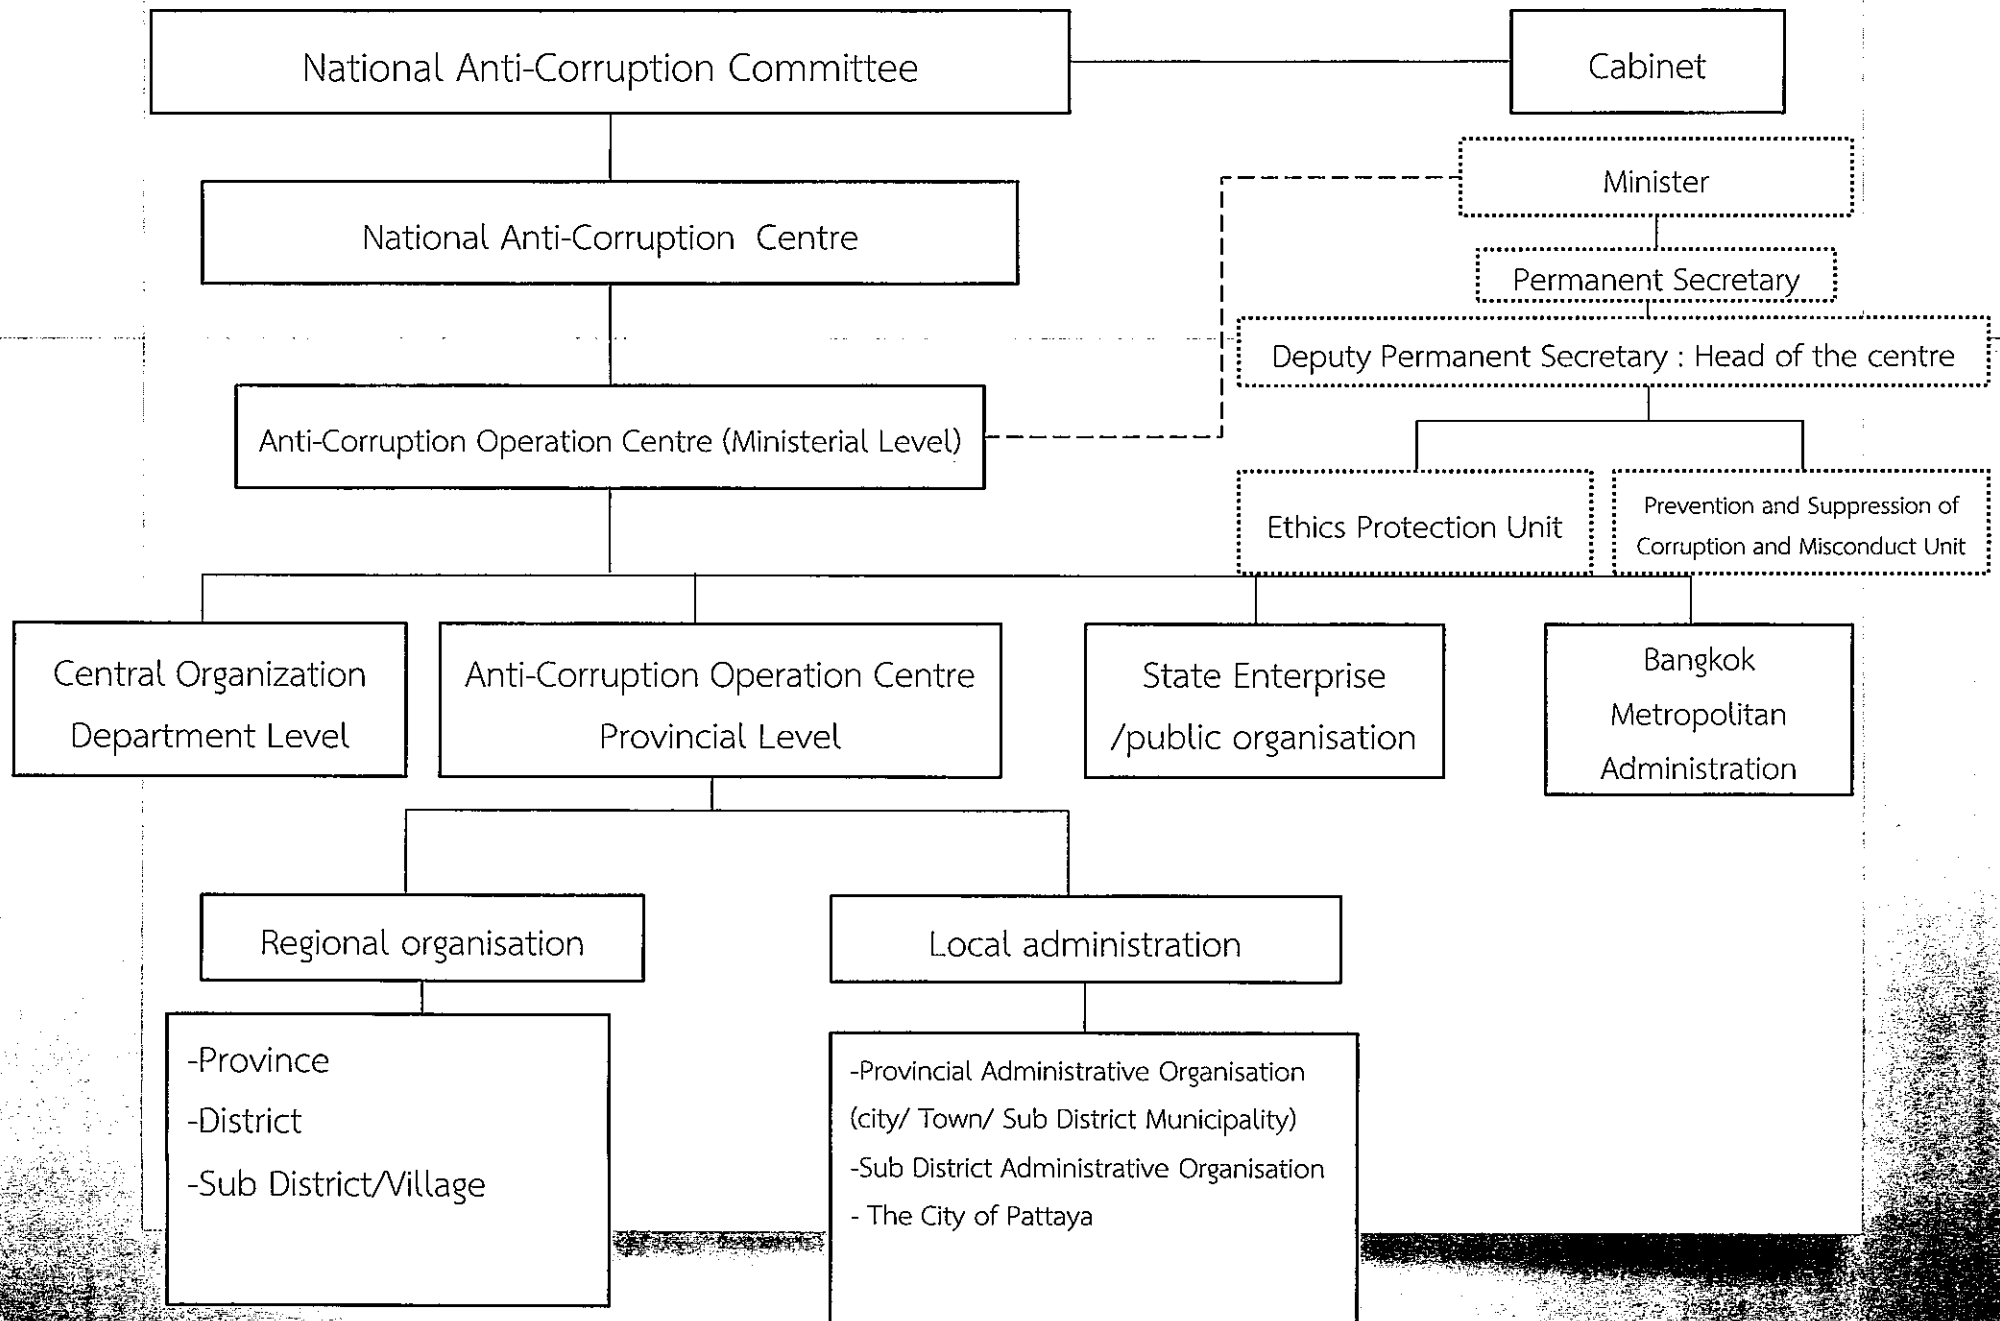 National Anti-Corruption Committee
Cabinet
Minister
National Anti-Corruption Centre
Permanent Secretary
Deputy Permanent Secretary : Head of the centre
Anti-Corruption Operation Centre (Ministerial Level)
Ethics Protection Unit
Prevention and Suppression of
Corruption and Misconduct Unit
Central Organization
Department Level
Anti-Corruption Operation Centre
Provincial Level
State Enterprise
/public organisation
Bangkok
Metropolitan
Administration
Regional organisation
Local administration
-Province
-District
-Sub District/Village
-Provincial Administrative Organisation
(city/ Town/ Sub District Municipality)
-Sub District Administrative Organisation
- The City of Pattaya